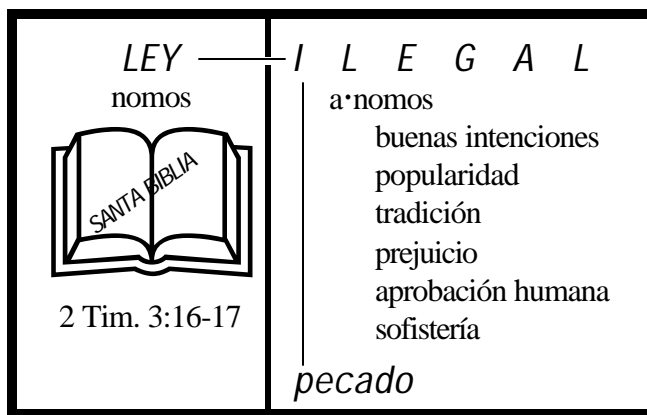 LEY
nomos
SANTA BIBLIA
2 Tim. 3:16-17
I L E G A L
a·nomos
buenas intenciones
popularidad
tradición
prejuicio
aprobación humana
sofistería
pecado